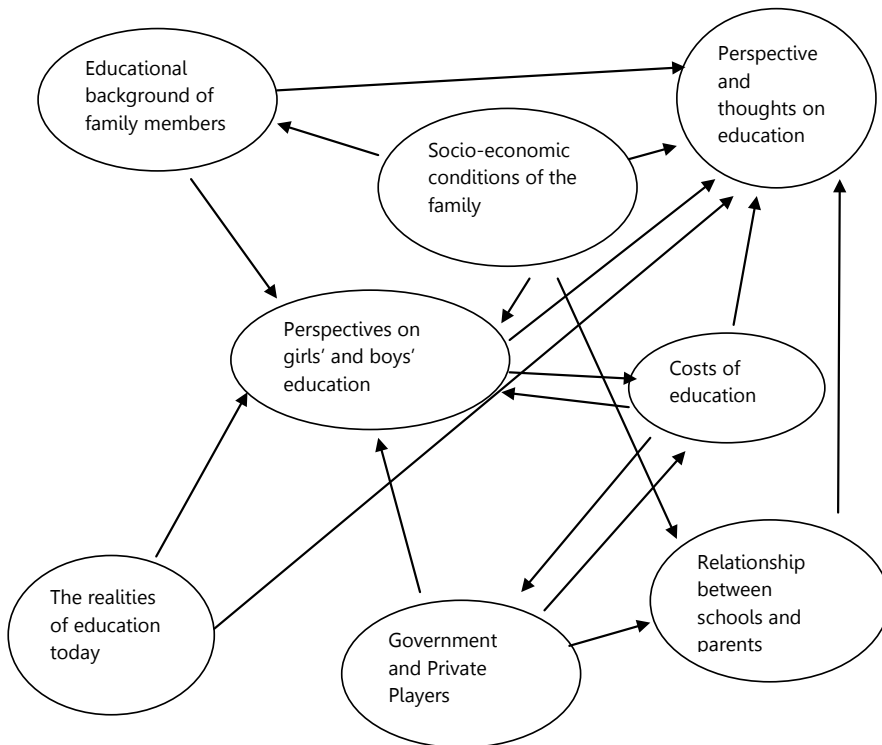 Educational
background of
family members
Perspective
and
thoughts on
education
Socio-economic
conditions of the
family
Perspectives on
girls’ and boys’
education
Costs of
education
The realities
of education
today
Government
and Private
Players
Relationship
between
schools and
parents